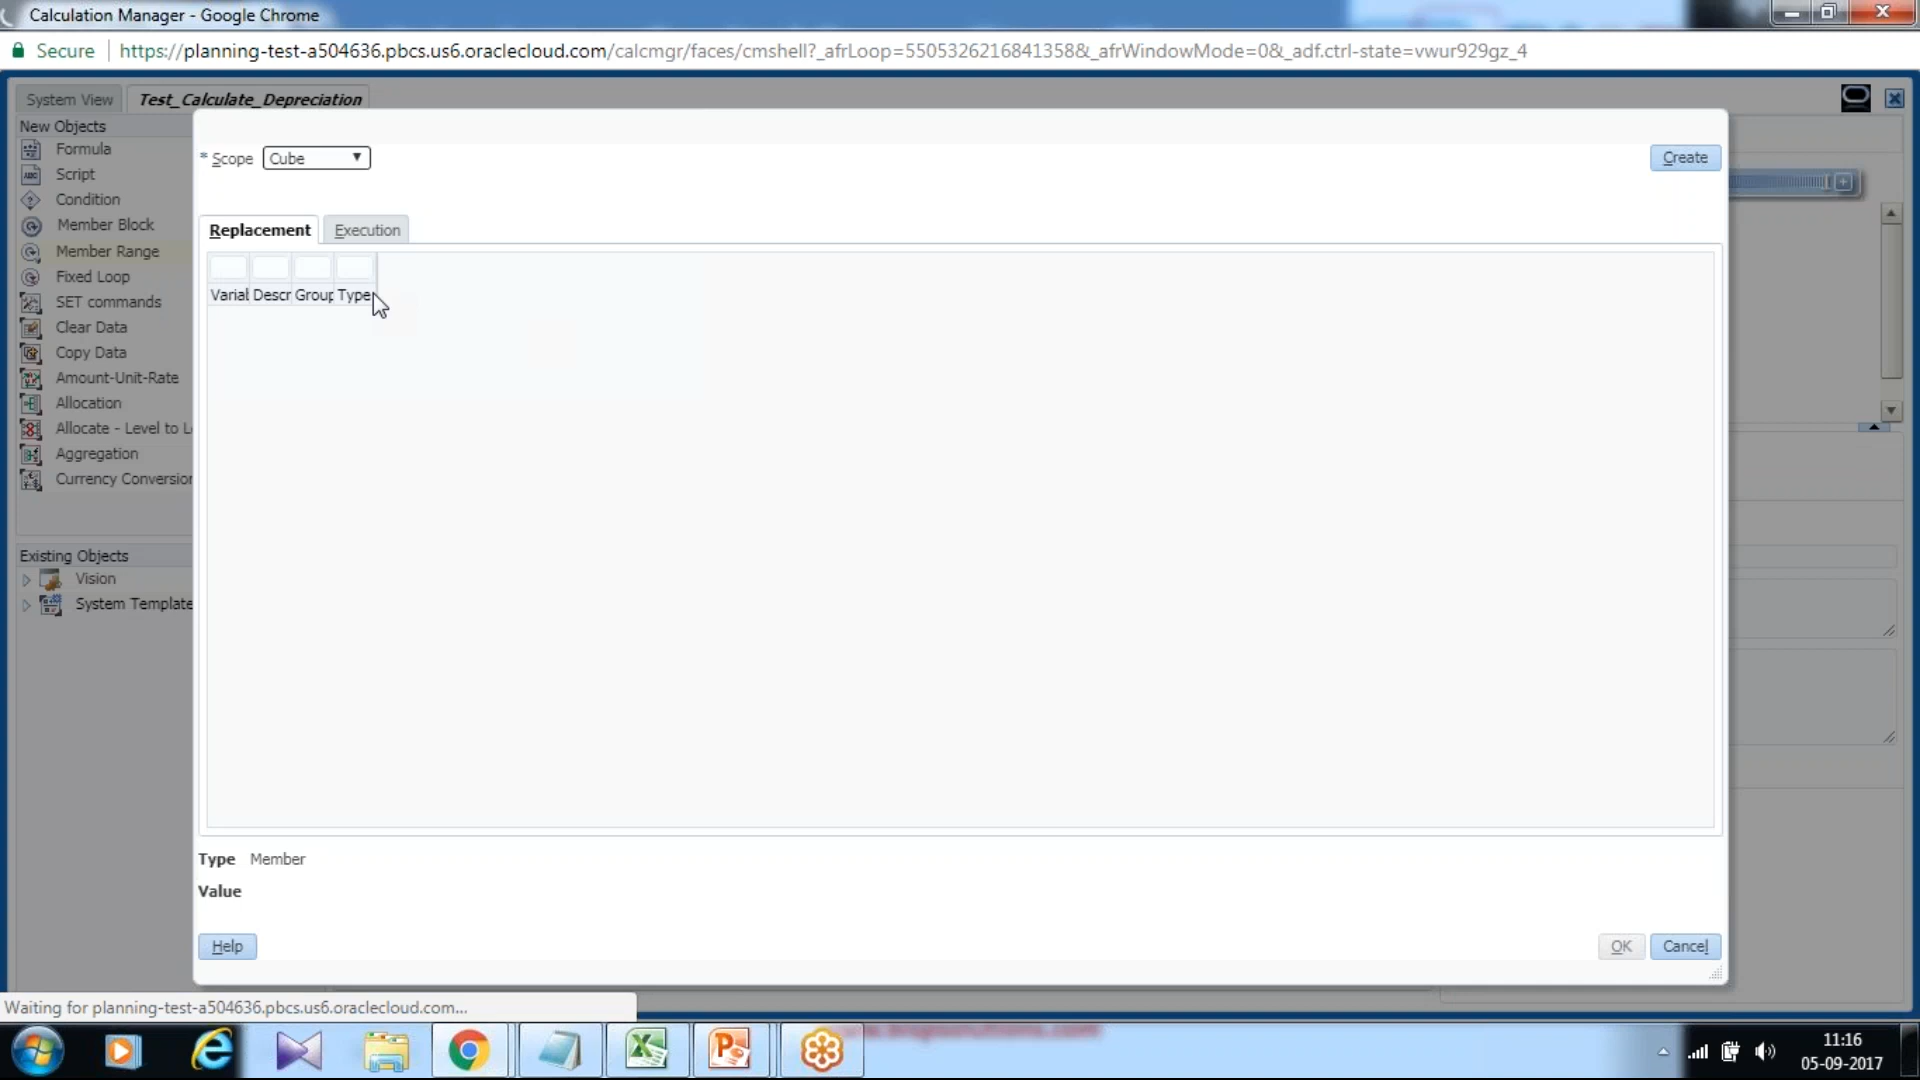 Calculation Manager - Google Chrome
Secure https://planning-test-a504636.pbcs.us6.oraclecloud.com/calcmgr/faces/cmshell?_afrLoop=5505326216841358&_afrWindowMode=0&_adf.ctrl-state=vwur929gz_4
System View Test_Calculate_Depreciation
New Objects
Formula
Script
Condition
Member Block
Member Range
Fixed Loop
SET commands
Clear Data
Copy Data
Amount-Unit-Rate
Allocation
Allocate - Level to L
Aggregation
Currency Conversion
Existing Objects
Vision
System Template
* Scope Cube Create
Replacement Execution
Varial Descr Group Type
Type Member
Value
Help OK Cancel
Waiting for planning-test-a504636.pbcs.us6.oraclecloud.com...
11:16
05-09-2017